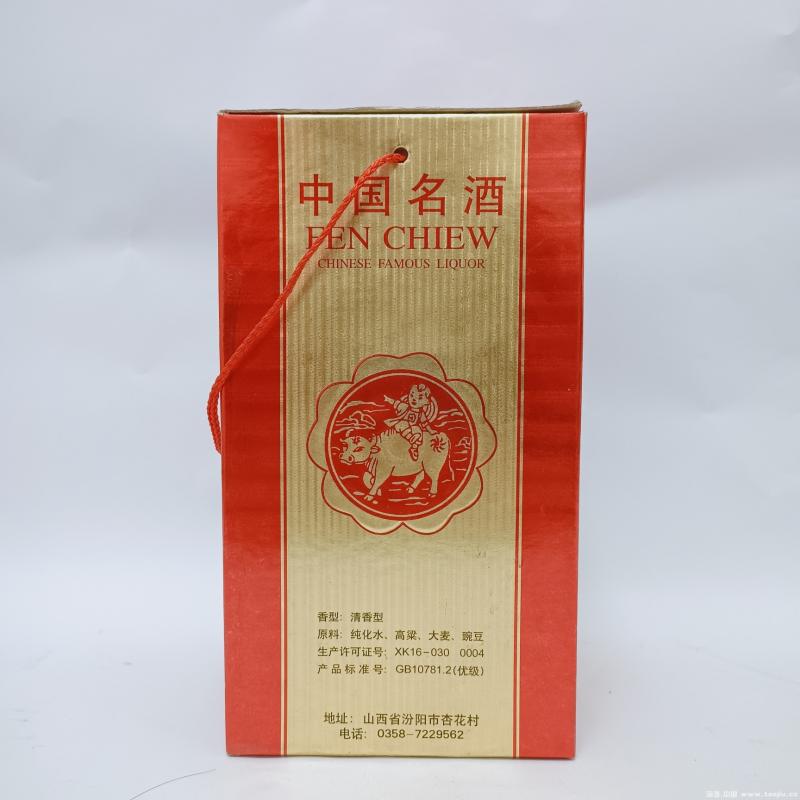 中国名酒
FEN CHIEW
CHINESE FAMOUS LIQUOR
香型：清香型
原料：纯化水、高粱、大麦、豌豆
生产许可证号：XK16-030 0004
产品标准号：GB10781.2(优级)
地址：山西省汾阳市杏花村
电话：0358-7229562